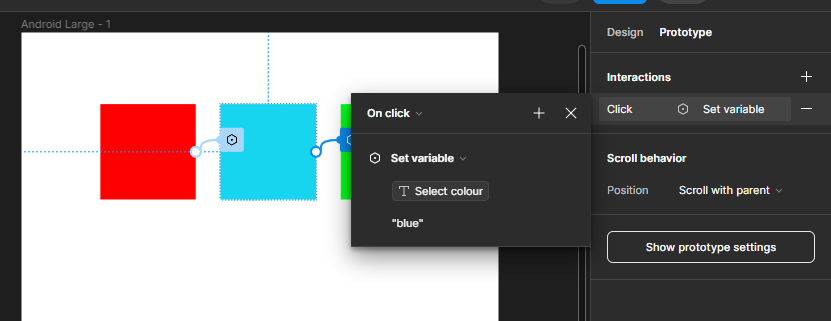 Android Large - 1
Design Prototype
Interactions
Click Set variable
On click
Set variable
Select colour
"blue"
Scroll behavior
Position Scroll with parent
Show prototype settings